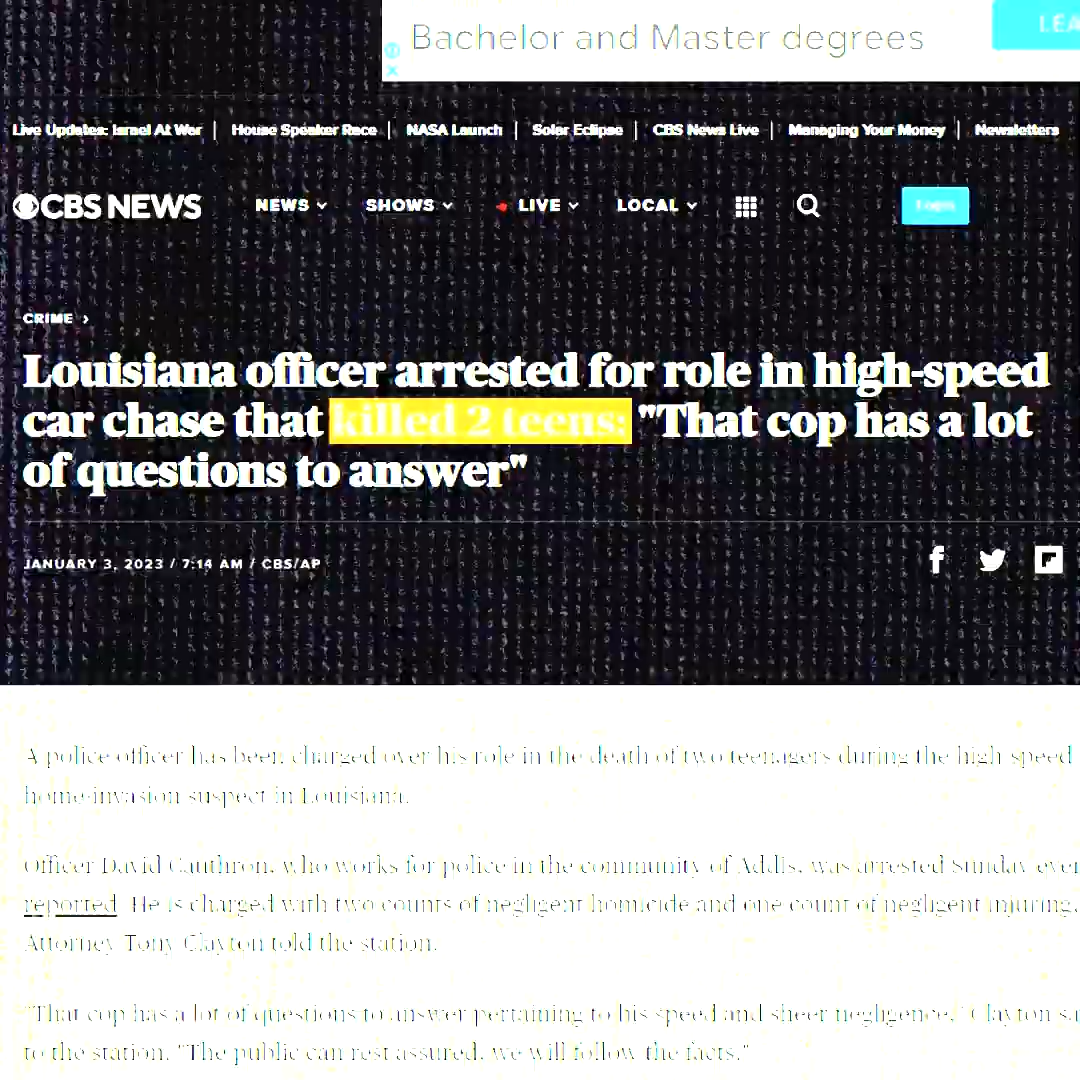 Bachelor and Master degrees
LEA
Live Updates: Israel At War | House Speaker Race | NASA Launch | Solar Eclipse | CBS News Live | Managing Your Money | Newsletters
CBS NEWS NEWS SHOWS LIVE LOCAL Login
CRIME ›
Louisiana officer arrested for role in high-speed
car chase that killed 2 teens: "That cop has a lot
of questions to answer"
JANUARY 3, 2023 / 7:14 AM / CBS/AP
A police officer has been charged over his role in the death of two teenagers during the high-speed
home-invasion suspect in Louisiana.
Officer David Cauthron, who works for police in the community of Addis, was arrested Sunday ever
reported. He is charged with two counts of negligent homicide and one count of negligent injuring,
Attorney Tony Clayton told the station.
"That cop has a lot of questions to answer pertaining to his speed and sheer negligence," Clayton sa
to the station. "The public can rest assured, we will follow the facts."